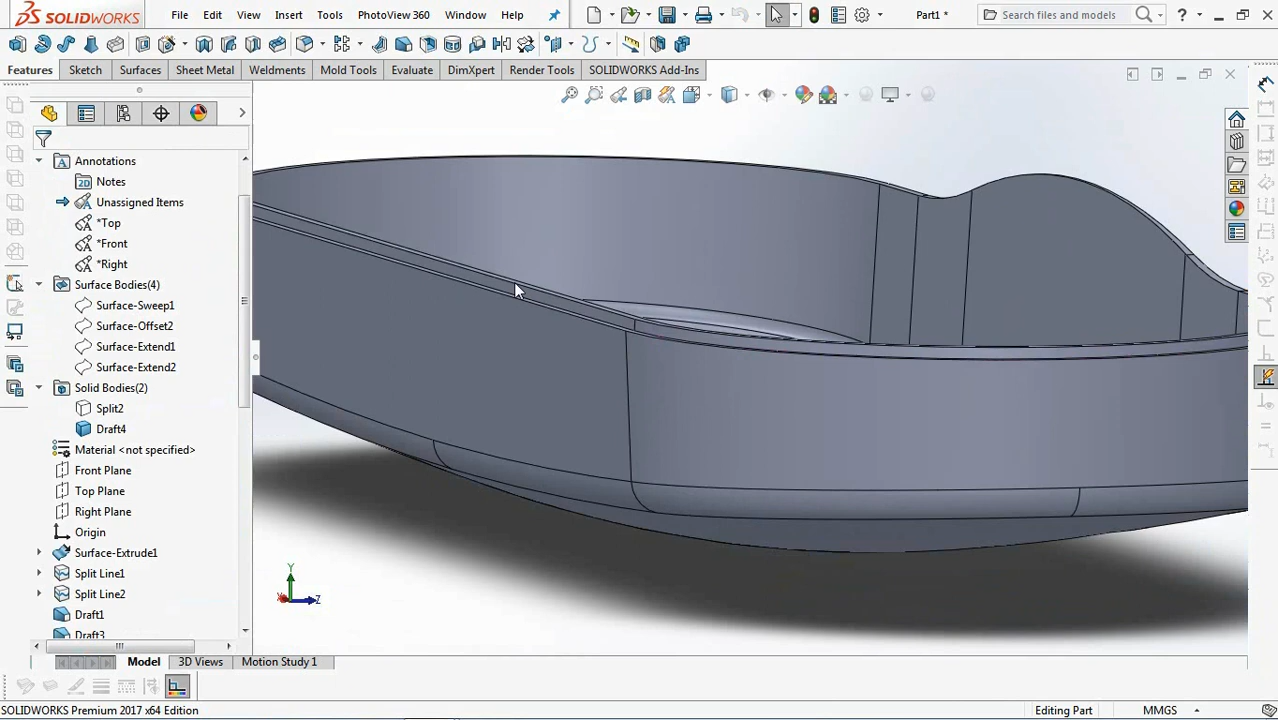 SOLIDWORKS File Edit View Insert Tools PhotoView 360 Window Help Part1 * Search files and models ?
Features Sketch Surfaces Sheet Metal Weldments Mold Tools Evaluate DimXpert Render Tools SOLIDWORKS Add-Ins
Annotations
Notes
Unassigned Items
*Top
*Front
*Right
Surface Bodies(4)
Surface-Sweep1
Surface-Offset2
Surface-Extend1
Surface-Extend2
Solid Bodies(2)
Split2
Draft4
Material <not specified>
Front Plane
Top Plane
Right Plane
Origin
Surface-Extrude1
Split Line1
Split Line2
Draft1
Draft3
Y
X
Z
Model 3D Views Motion Study 1
SOLIDWORKS Premium 2017 x64 Edition Editing Part MMGS